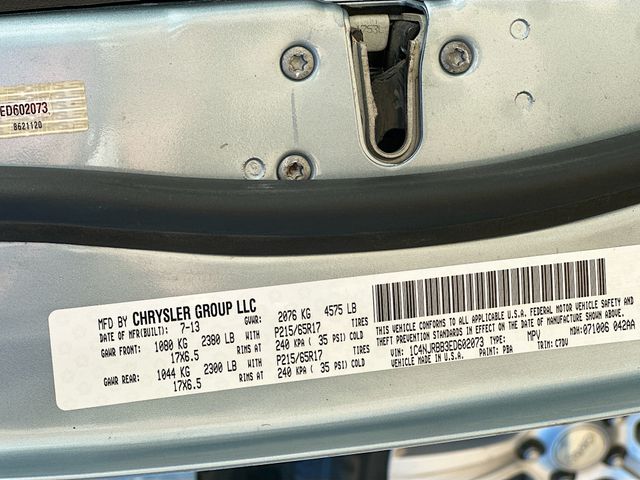 1753L
ED602073
8621120
MFD BY CHRYSLER GROUP LLC
DATE OF MFR(BUILT): 7-13 GVWR: 2076 KG 4575 LB
GAWR FRONT: 1080 KG 2380 LB P215/65R17
17X6.5 RIMS AT 240 KPA ( 35 PSI) COLD
GAWR REAR: 1044 KG 2300 LB P215/65R17
17X6.5 RIMS AT 240 KPA ( 35 PSI) COLD
THIS VEHICLE CONFORMS TO ALL APPLICABLE U.S.A. FEDERAL MOTOR VEHICLE SAFETY AND
THEFT PREVENTION STANDARDS IN EFFECT ON THE DATE OF MANUFACTURE SHOWN ABOVE.
VIN: 1C4NJRBB3ED602073 TYPE: MPV MDH:071006 042AA
VEHICLE MADE IN U.S.A. PAINT: PBA TRIM: CTDV